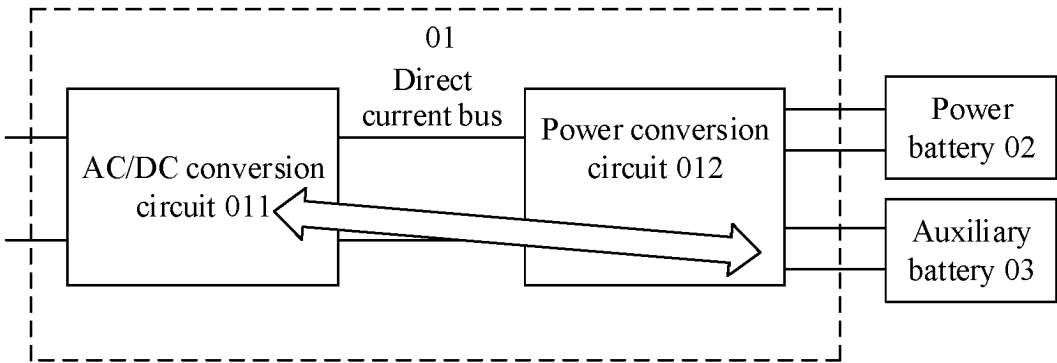 01
Direct
current bus
AC/DC conversion
circuit 011
Power conversion
circuit 012
Power
battery 02
Auxiliary
battery 03